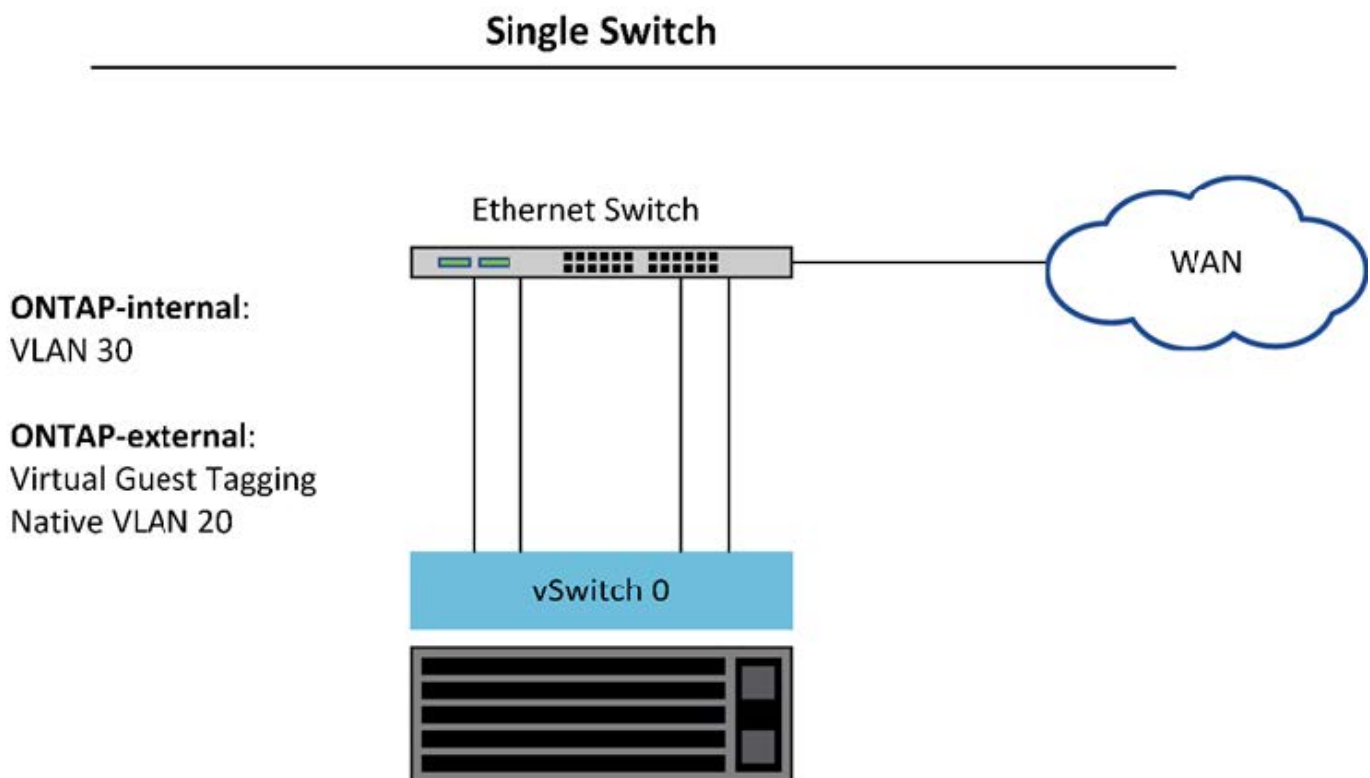 Single Switch
Ethernet Switch
WAN
ONTAP-internal:
VLAN 30
ONTAP-external:
Virtual Guest Tagging
Native VLAN 20
vSwitch 0